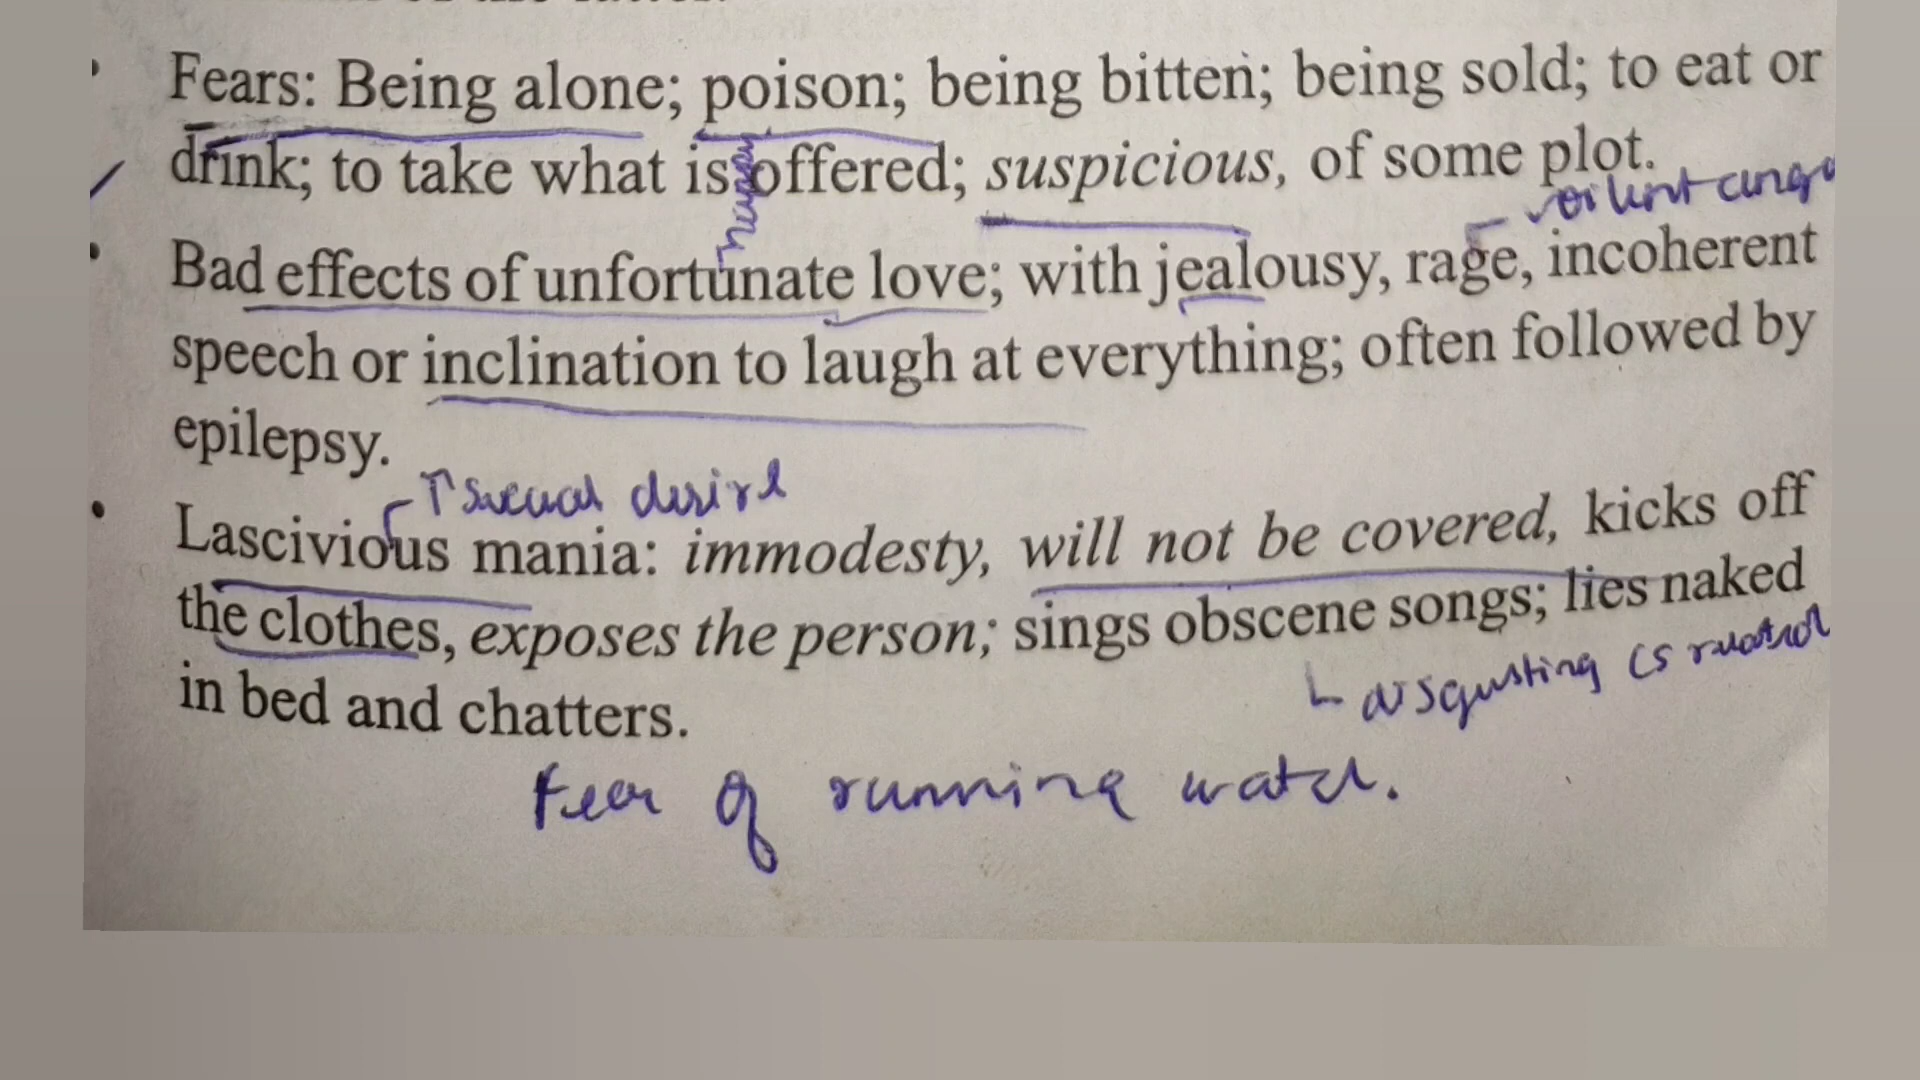 Fears: Being alone; poison; being bitten; being sold; to eat or
drink; to take what is offered; suspicious, of some plot.
Bad effects of unfortunate love; with jealousy, rage, incoherent
speech or inclination to laugh at everything; often followed by
epilepsy.
↑ sexual desire
Lascivious mania: immodesty, will not be covered, kicks off
the clothes, exposes the person; sings obscene songs; lies naked
disgusting
in bed and chatters.
Fear of running water.